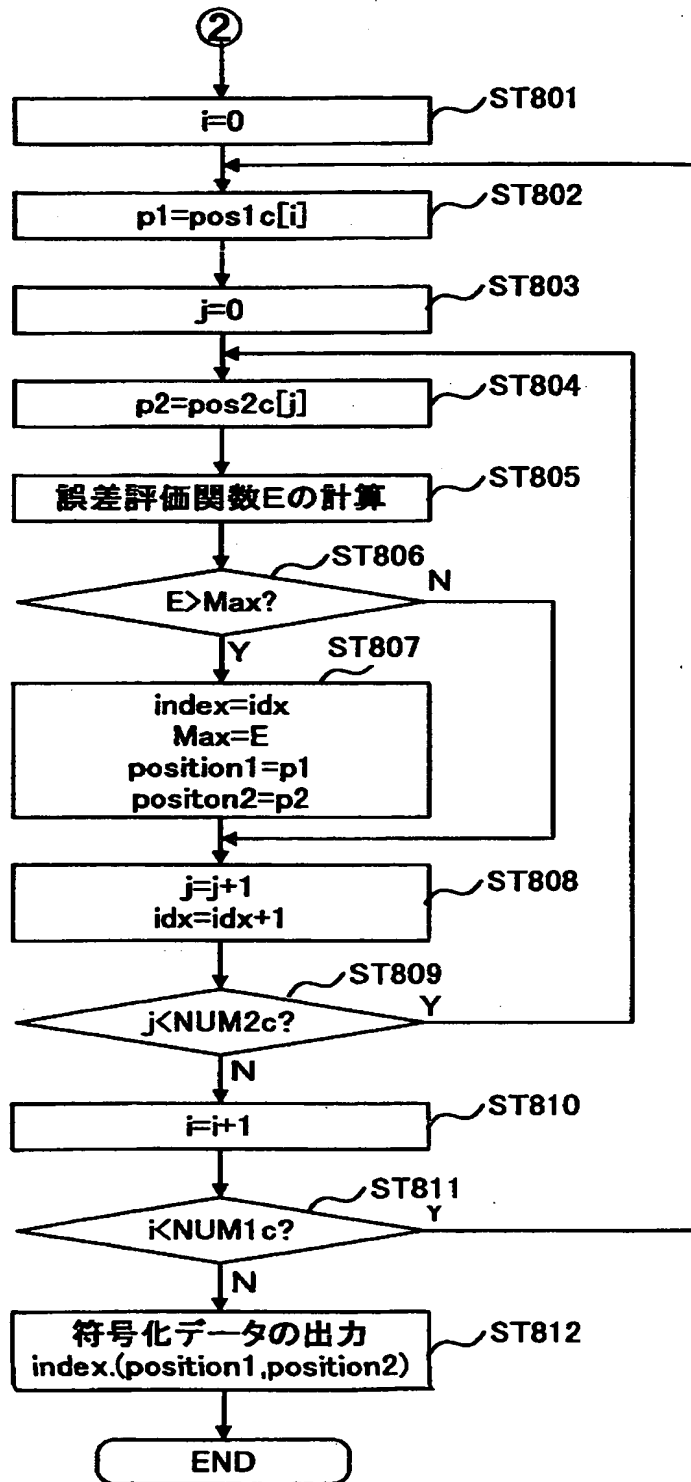 ②
ST801
i=0
ST802
p1=pos1c[i]
ST803
j=0
ST804
p2=pos2c[j]
ST805
誤差評価関数Eの計算
ST806
E>Max?
N
Y
ST807
index=idx
Max=E
position1=p1
positon2=p2
ST808
j=j+1
idx=idx+1
ST809
j<NUM2c?
Y
N
ST810
i=i+1
ST811
i<NUM1c?
Y
N
ST812
符号化データの出力
index.(position1,position2)
END